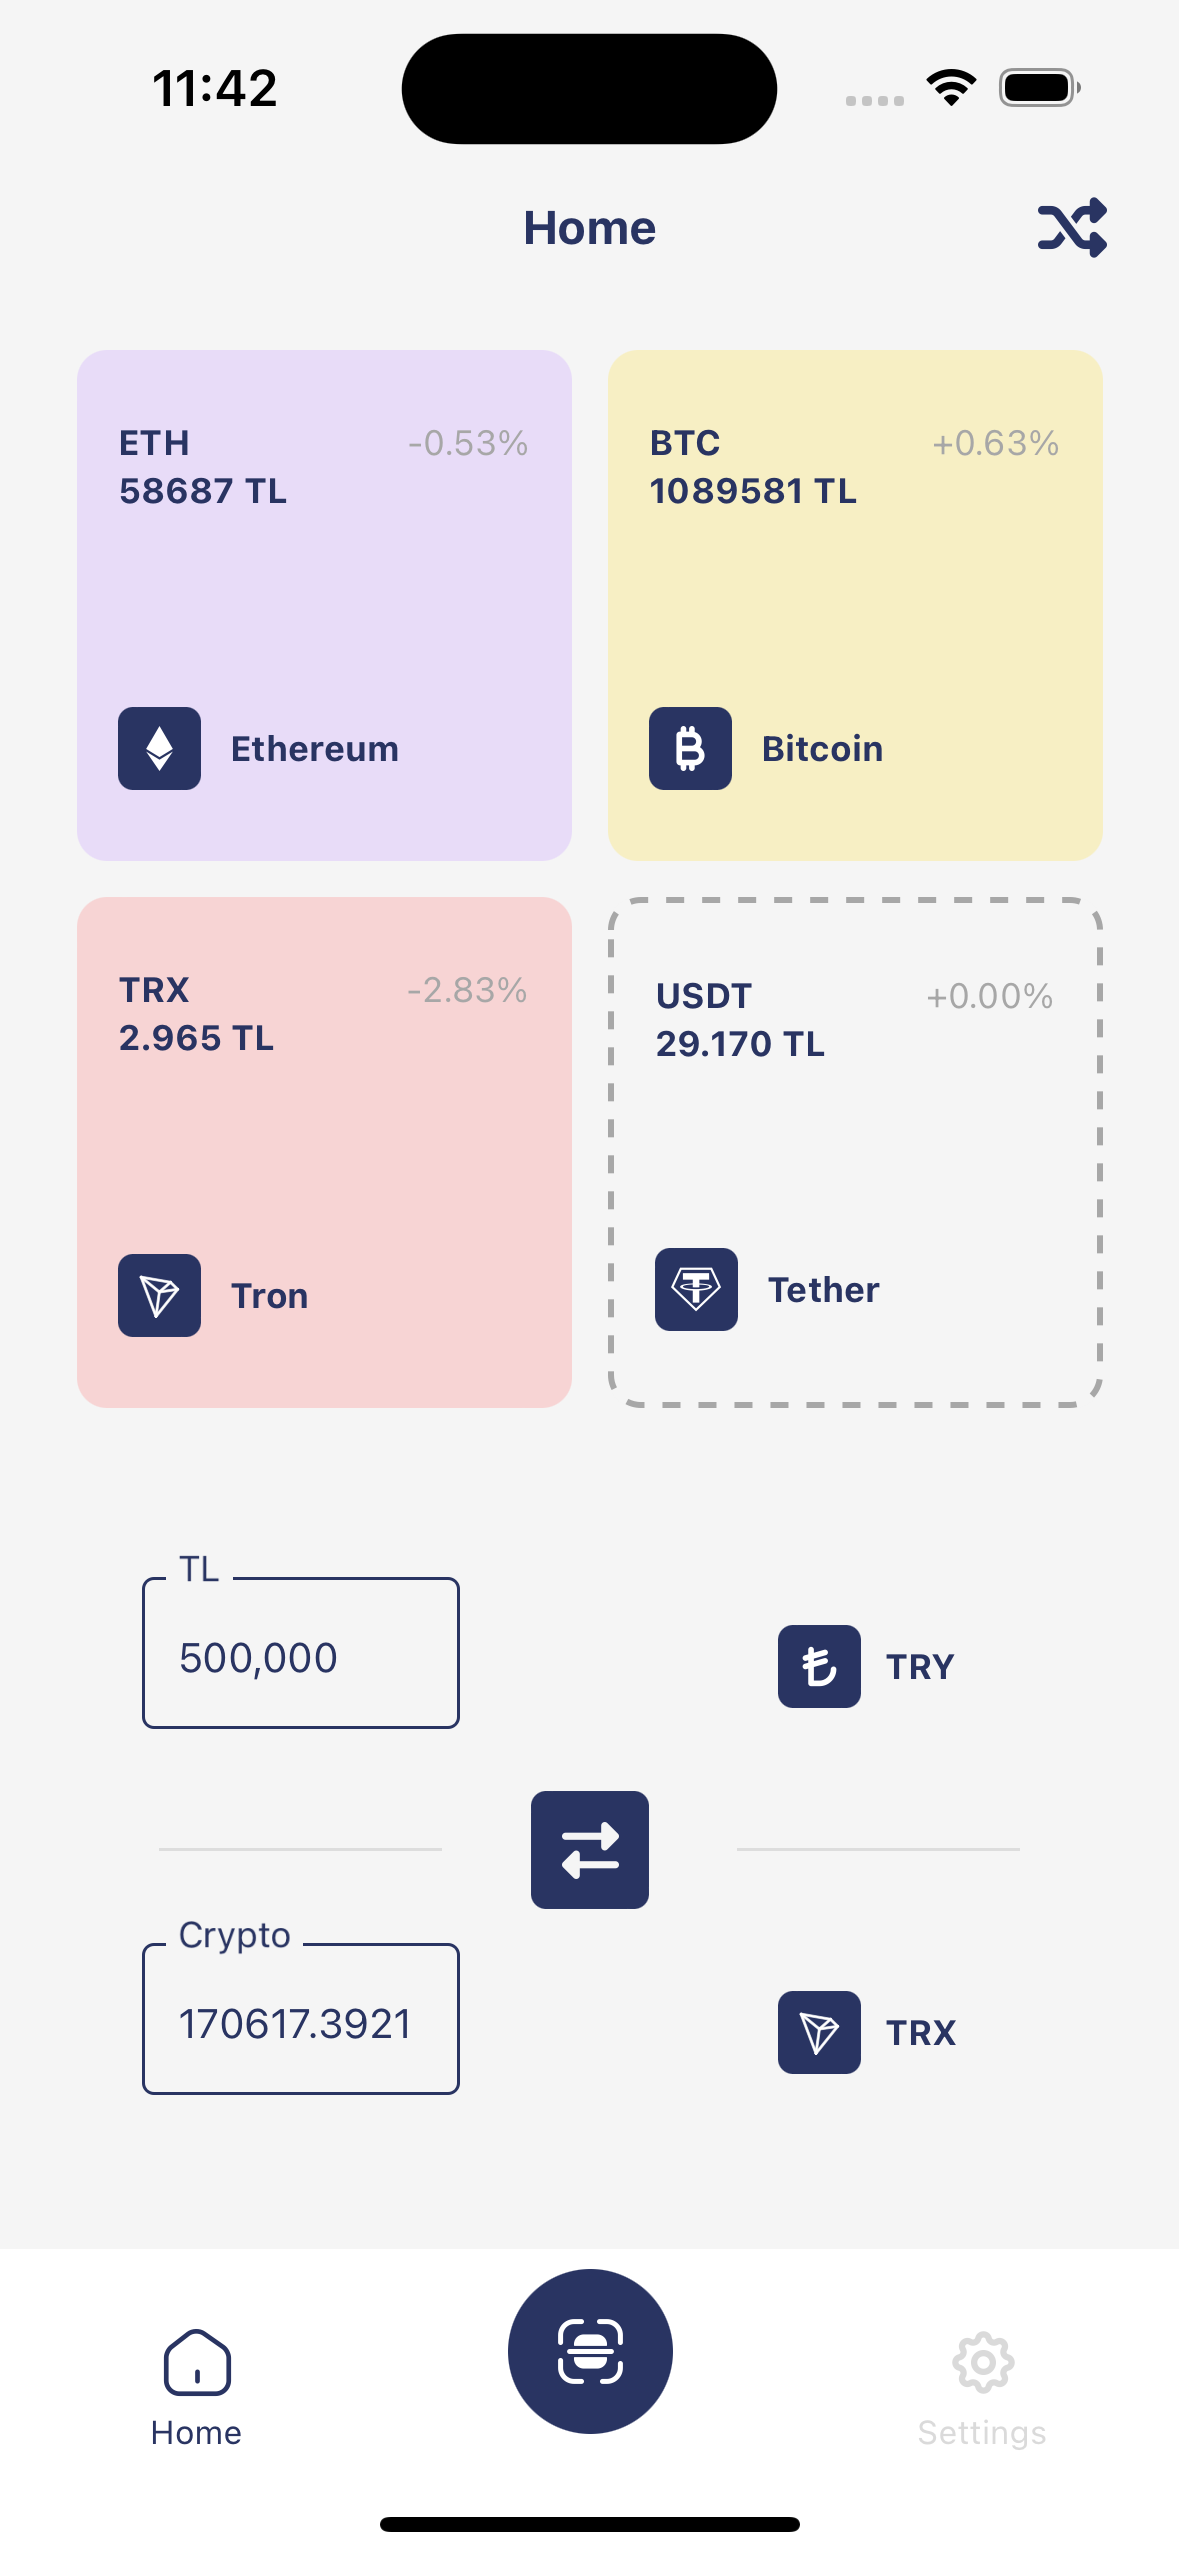 11:42
Home
ETH -0.53%
58687 TL
Ethereum
BTC +0.63%
1089581 TL
Bitcoin
TRX -2.83%
2.965 TL
Tron
USDT +0.00%
29.170 TL
Tether
TL
500,000
TRY
Crypto
170617.3921
TRX
Home
Settings